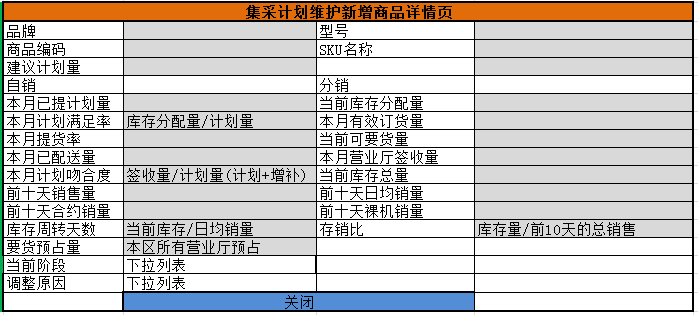 集采计划维护新增商品详情页
品牌 型号
商品编码 SKU名称
建议计划量
自销 分销
本月已提计划量 当前库存分配量
本月计划满足率 库存分配量/计划量 本月有效订货量
本月提货率 当前可要货量
本月已配送量 本月营业厅签收量
本月计划吻合度 签收量/计划量(计划+增补) 当前库存总量
前十天销售量 前十天日均销量
前十天合约销量 前十天裸机销量
库存周转天数 当前库存/日均销量 存销比 库存量/前10天的总销售
要货预占量 本区所有营业厅预占
当前阶段 下拉列表
调整原因 下拉列表
关闭